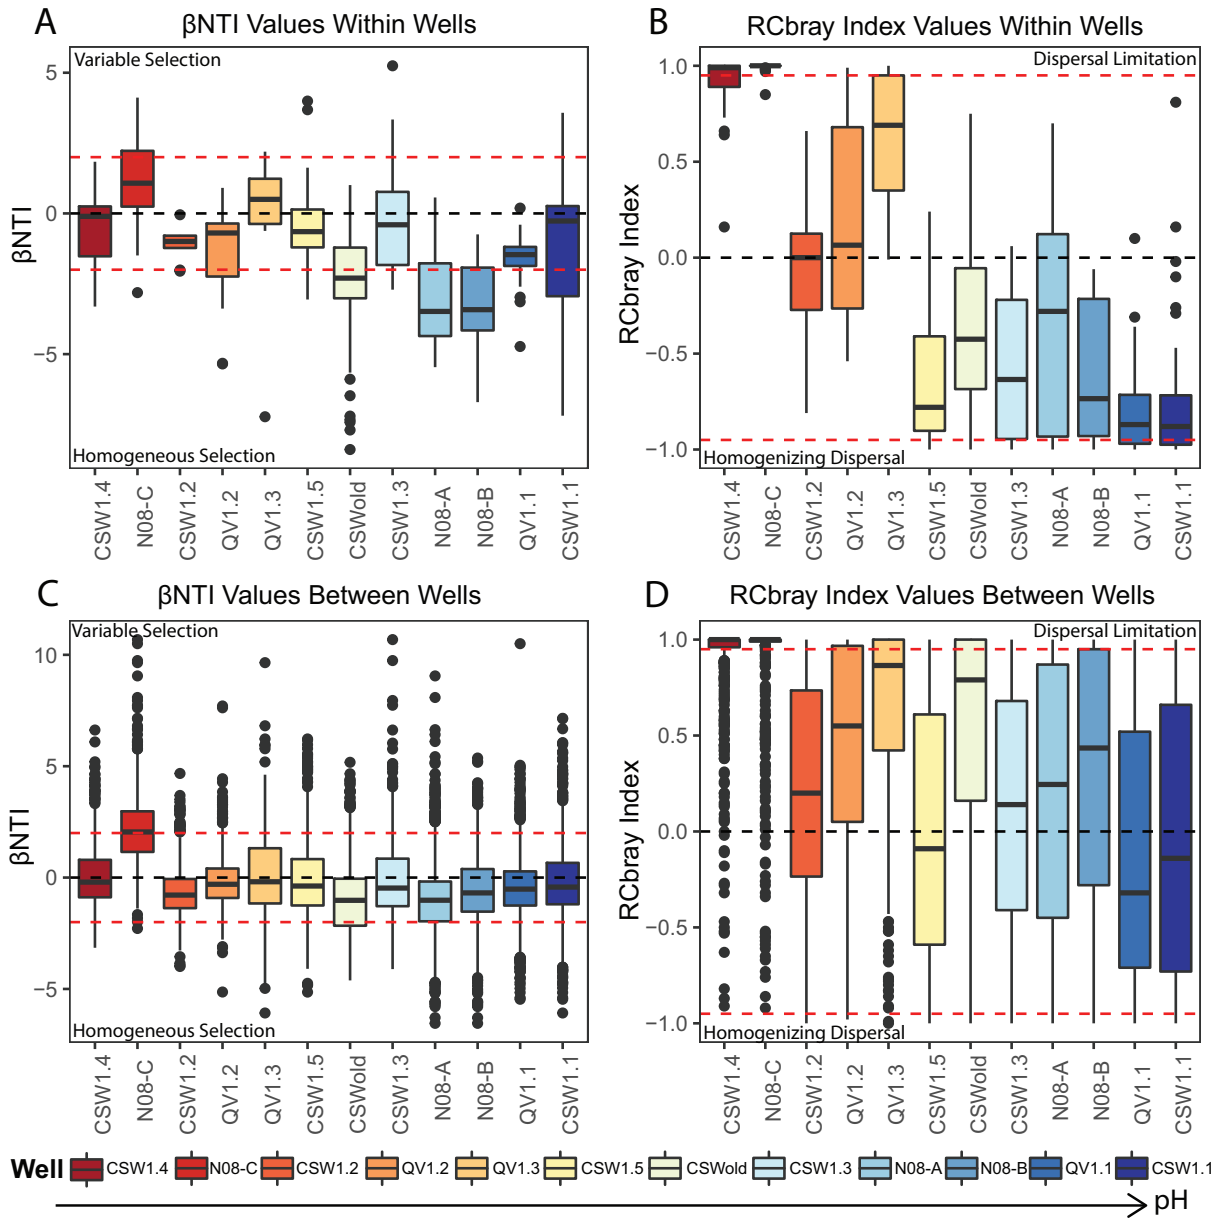 A
βNTI Values Within Wells
Variable Selection
βNTI
5
0
−5
Homogeneous Selection
CSW1.4
N08-C
CSW1.2
QV1.2
QV1.3
CSW1.5
CSWold
CSW1.3
N08-A
N08-B
QV1.1
CSW1.1
B
RCbray Index Values Within Wells
Dispersal Limitation
RCbray Index
1.0
0.5
0.0
−0.5
−1.0
Homogenizing Dispersal
CSW1.4
N08-C
CSW1.2
QV1.2
QV1.3
CSW1.5
CSWold
CSW1.3
N08-A
N08-B
QV1.1
CSW1.1
C
βNTI Values Between Wells
Variable Selection
βNTI
10
5
0
−5
Homogeneous Selection
CSW1.4
N08-C
CSW1.2
QV1.2
QV1.3
CSW1.5
CSWold
CSW1.3
N08-A
N08-B
QV1.1
CSW1.1
D
RCbray Index Values Between Wells
Dispersal Limitation
RCbray Index
1.0
0.5
0.0
−0.5
−1.0
Homogenizing Dispersal
CSW1.4
N08-C
CSW1.2
QV1.2
QV1.3
CSW1.5
CSWold
CSW1.3
N08-A
N08-B
QV1.1
CSW1.1
Well CSW1.4 N08-C CSW1.2 QV1.2 QV1.3 CSW1.5 CSWold CSW1.3 N08-A N08-B QV1.1 CSW1.1
pH